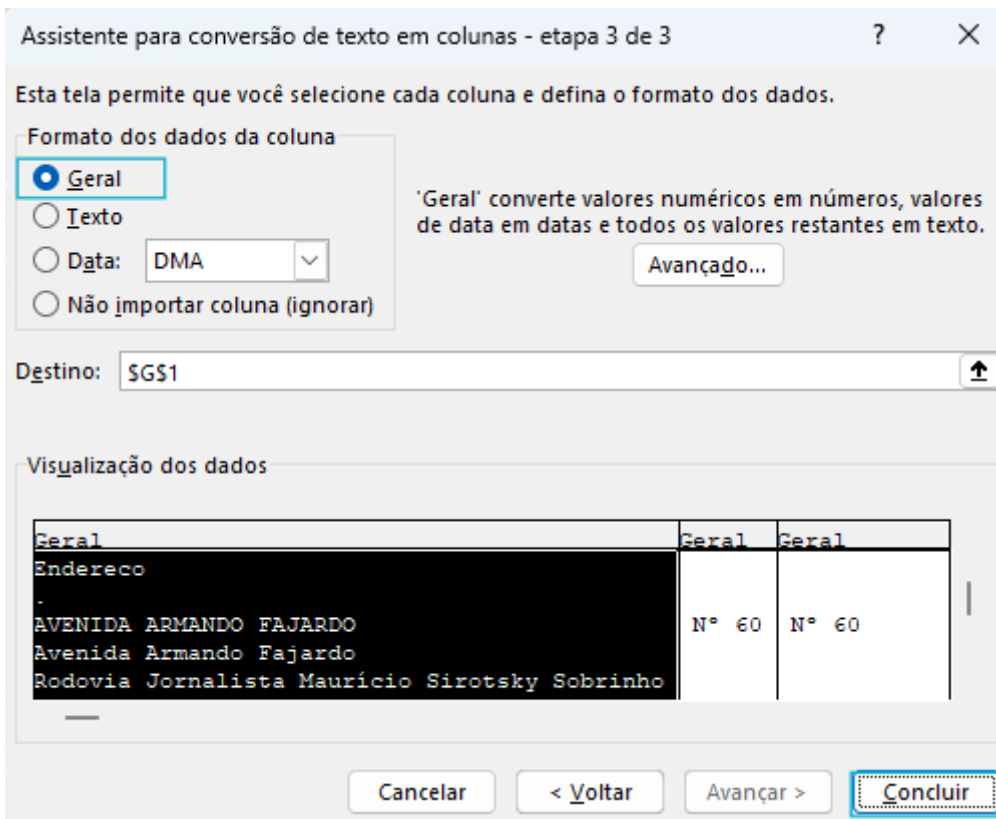 Assistente para conversão de texto em colunas - etapa 3 de 3 ?
Esta tela permite que você selecione cada coluna e defina o formato dos dados.
Formato dos dados da coluna
Geral
Texto
Data: DMA
Não importar coluna (ignorar)
'Geral' converte valores numéricos em números, valores
de data em datas e todos os valores restantes em texto.
Avançado...
Destino: $G$1
Visualização dos dados
Geral Geral Geral
Endereco
.
AVENIDA ARMANDO FAJARDO N° 60 N° 60
Avenida Armando Fajardo
Rodovia Jornalista Maurício Sirotsky Sobrinho
Cancelar < Voltar Avançar > Concluir